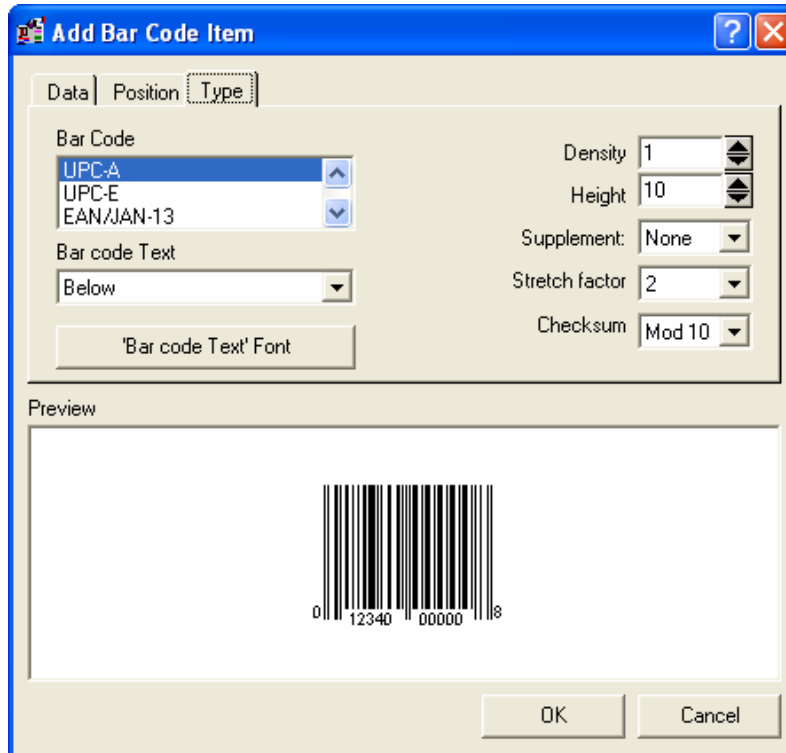 Add Bar Code Item
Data Position Type
Bar Code
UPC-A
UPC-E
EAN/JAN-13
Bar code Text
Below
'Bar code Text' Font
Density 1
Height 10
Supplement: None
Stretch factor 2
Checksum Mod 10
Preview
0 12340 00000 8
OK Cancel